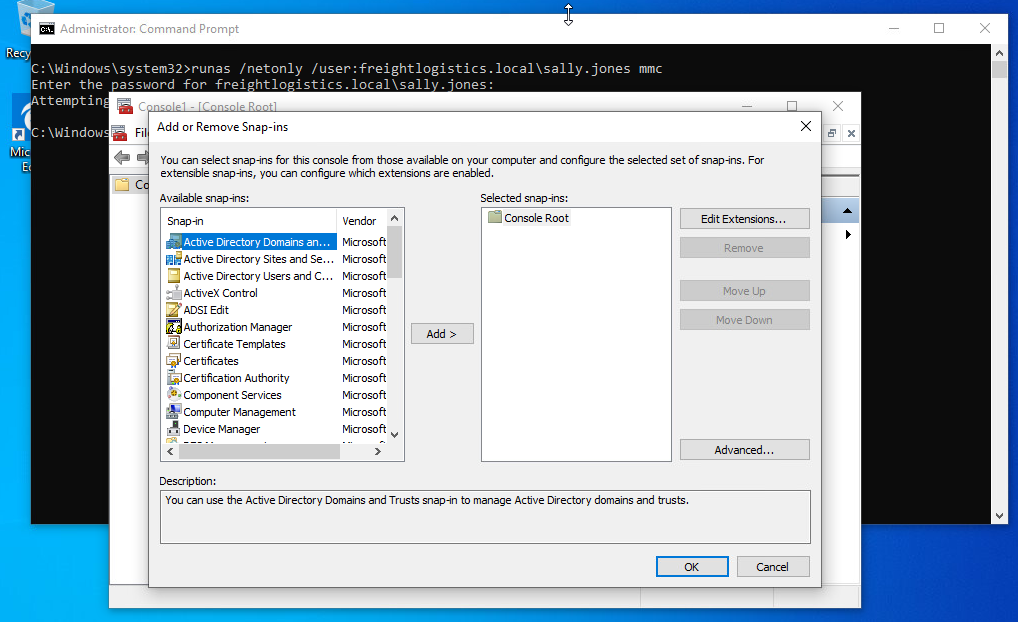 Administrator: Command Prompt
Recy
C:\Windows\system32>runas /netonly /user:freightlogistics.local\sally.jones mmc
Enter the password for freightlogistics.local\sally.jones:
Attempting
Console1 - [Console Root]
C:\Windows
Fil
Add or Remove Snap-ins
Mic
E
Co
You can select snap-ins for this console from those available on your computer and configure the selected set of snap-ins. For
extensible snap-ins, you can configure which extensions are enabled.
Available snap-ins:
Selected snap-ins:
Snap-in Vendor
Active Directory Domains an... Microsoft
Active Directory Sites and Se... Microsoft
Active Directory Users and C... Microsoft
ActiveX Control Microsoft
ADSI Edit Microsoft
Authorization Manager Microsoft
Certificate Templates Microsoft
Certificates Microsoft
Certification Authority Microsoft
Component Services Microsoft
Computer Management Microsoft
Device Manager Microsoft
Add >
Console Root
Edit Extensions...
Remove
Move Up
Move Down
Advanced...
Description:
You can use the Active Directory Domains and Trusts snap-in to manage Active Directory domains and trusts.
OK
Cancel